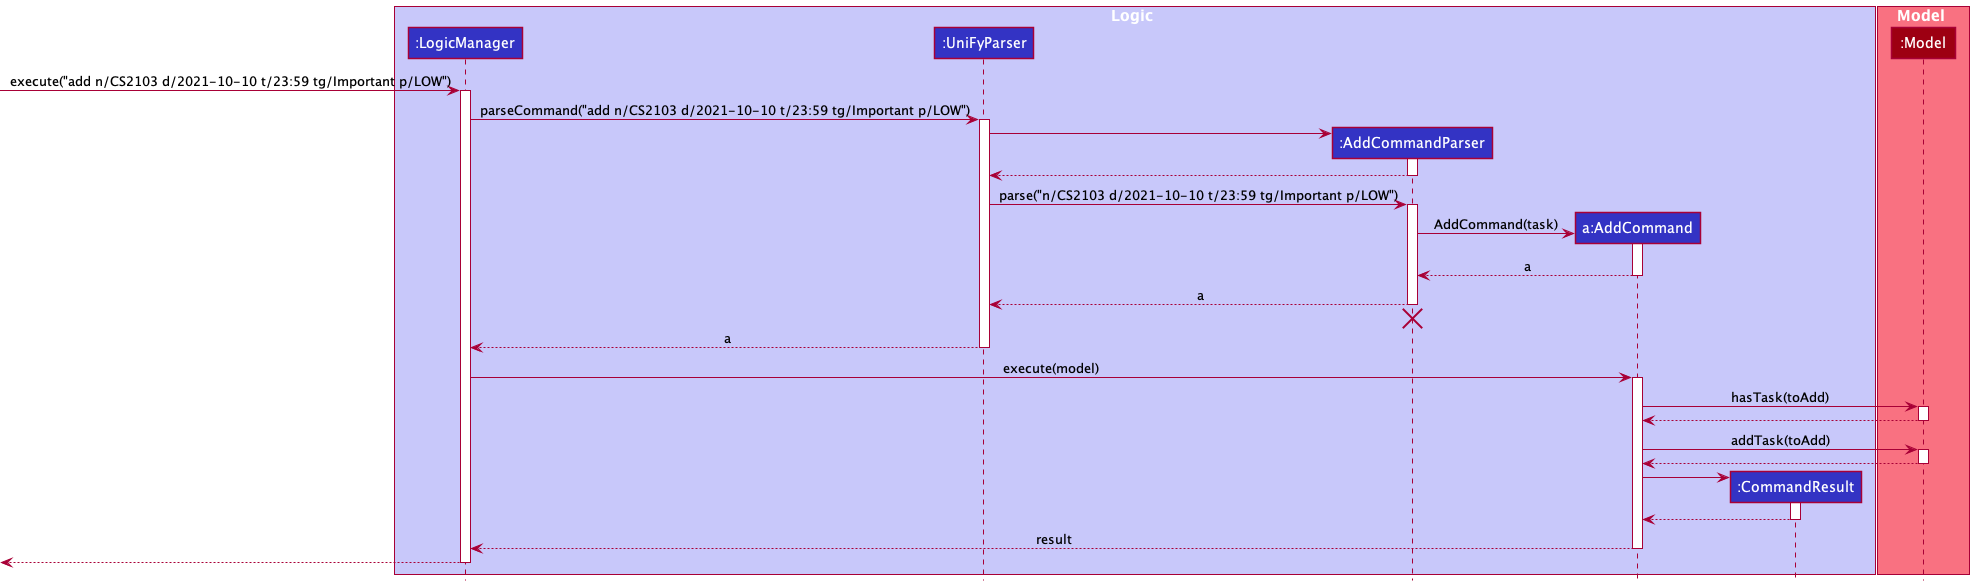 Logic
Model
:LogicManager
:UniFyParser
:Model
execute("add n/CS2103 d/2021-10-10 t/23:59 tg/Important p/LOW")
parseCommand("add n/CS2103 d/2021-10-10 t/23:59 tg/Important p/LOW")
:AddCommandParser
parse("n/CS2103 d/2021-10-10 t/23:59 tg/Important p/LOW")
AddCommand(task)
a:AddCommand
a
a
a
execute(model)
hasTask(toAdd)
addTask(toAdd)
:CommandResult
result